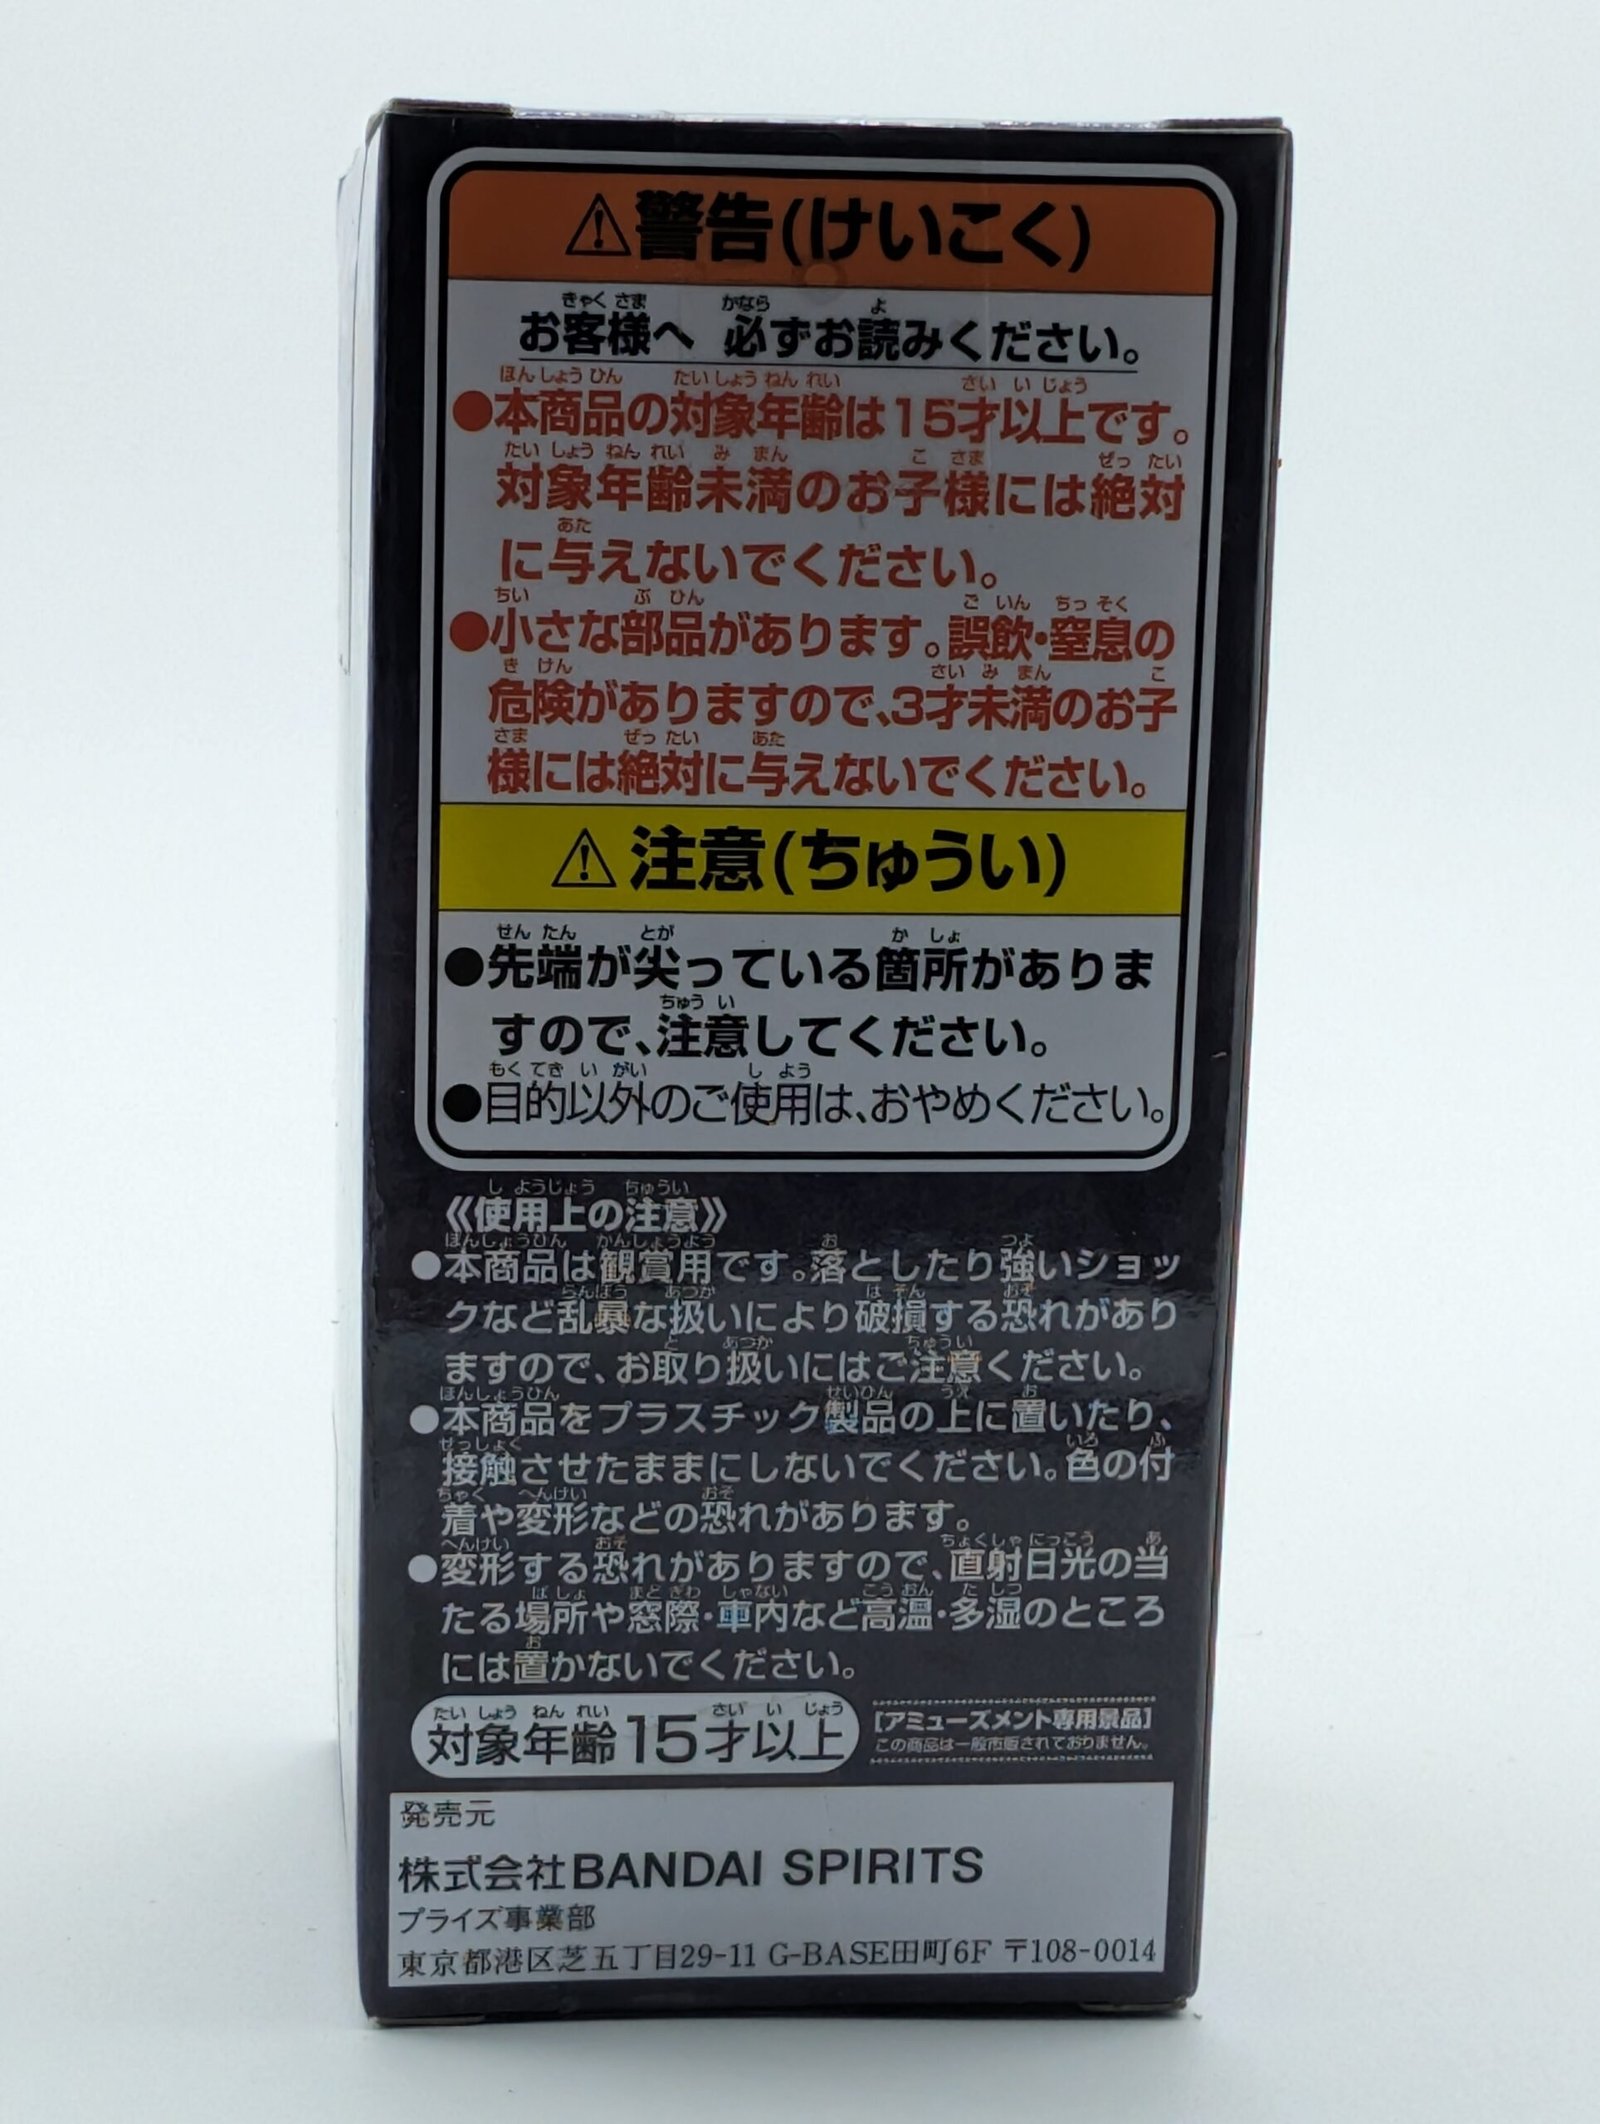 ⚠警告(けいこく)
お客様へ 必ずお読みください。
●本商品の対象年齢は15才以上です。
対象年齢未満のお子様には絶対
に与えないでください。
●小さな部品があります。誤飲・窒息の
危険がありますので、3才未満のお子
様には絶対に与えないでください。
⚠注意(ちゅうい)
●先端が尖っている箇所がありま
すので、注意してください。
●目的以外のご使用は、おやめください。
《使用上の注意》
●本商品は観賞用です。落としたり強いショッ
クなど乱暴な扱いにより破損する恐れがあり
ますので、お取り扱いにはご注意ください。
●本商品をプラスチック製品の上に置いたり、
接触させたままにしないでください。色の付
着や変形などの恐れがあります。
●変形する恐れがありますので、直射日光の当
たる場所や窓際・車内など高温・多湿のところ
には置かないでください。
対象年齢15才以上
[アミューズメント専用景品]
この商品は一般市販されておりません。
発売元
株式会社BANDAI SPIRITS
プライズ事業部
東京都港区芝五丁目29-11 G-BASE田町6F 〒108-0014